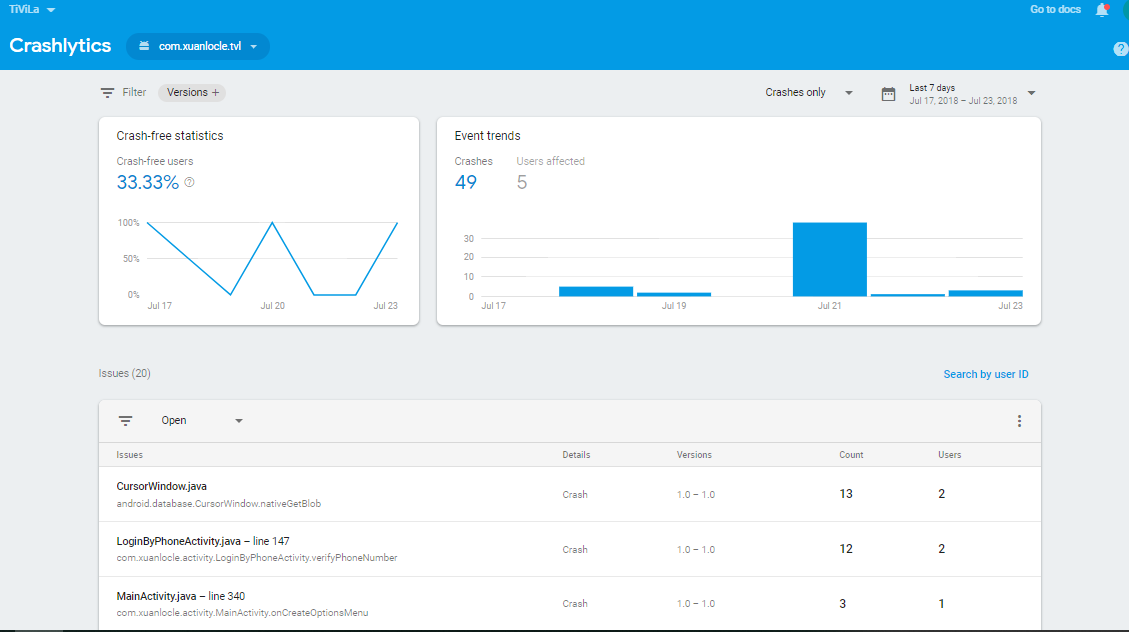 TiViLa
Go to docs
Crashlytics
com.xuanlocle.tvl
?
Filter
Versions +
Crashes only
Last 7 days
Jul 17, 2018 – Jul 23, 2018
Crash-free statistics
Crash-free users
33.33% ?
100%
50%
0%
Jul 17 Jul 20 Jul 23
Event trends
Crashes Users affected
49 5
30
20
10
0
Jul 17 Jul 19 Jul 21 Jul 23
Issues (20)
Search by user ID
Open
Issues Details Versions Count Users
CursorWindow.java
android.database.CursorWindow.nativeGetBlob
Crash 1.0 – 1.0 13 2
LoginByPhoneActivity.java – line 147
com.xuanlocle.activity.LoginByPhoneActivity.verifyPhoneNumber
Crash 1.0 – 1.0 12 2
MainActivity.java – line 340
com.xuanlocle.activity.MainActivity.onCreateOptionsMenu
Crash 1.0 – 1.0 3 1